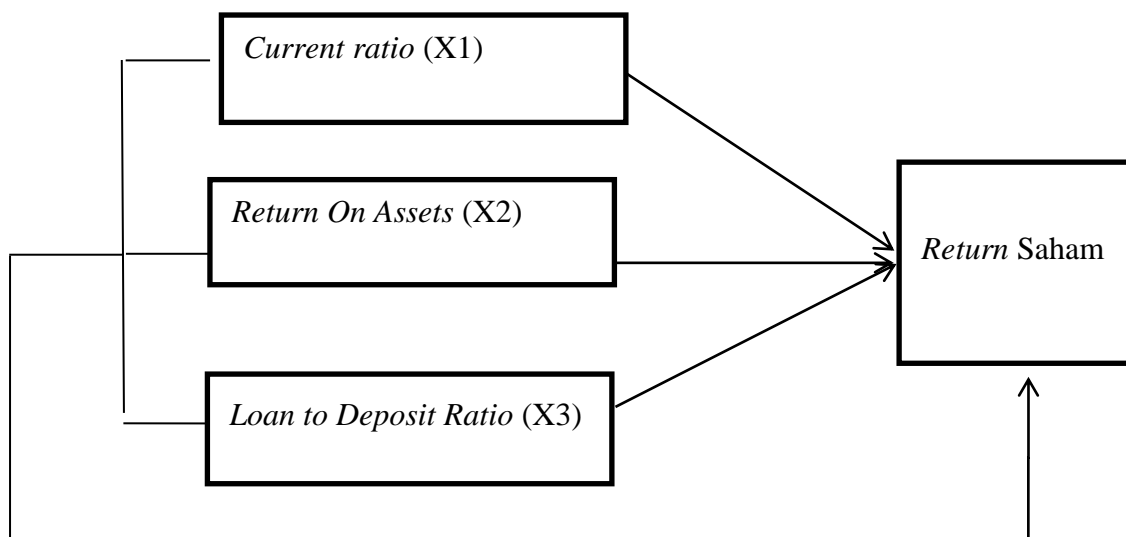 Current ratio (X1)
Return On Assets (X2)
Return Saham
Loan to Deposit Ratio (X3)